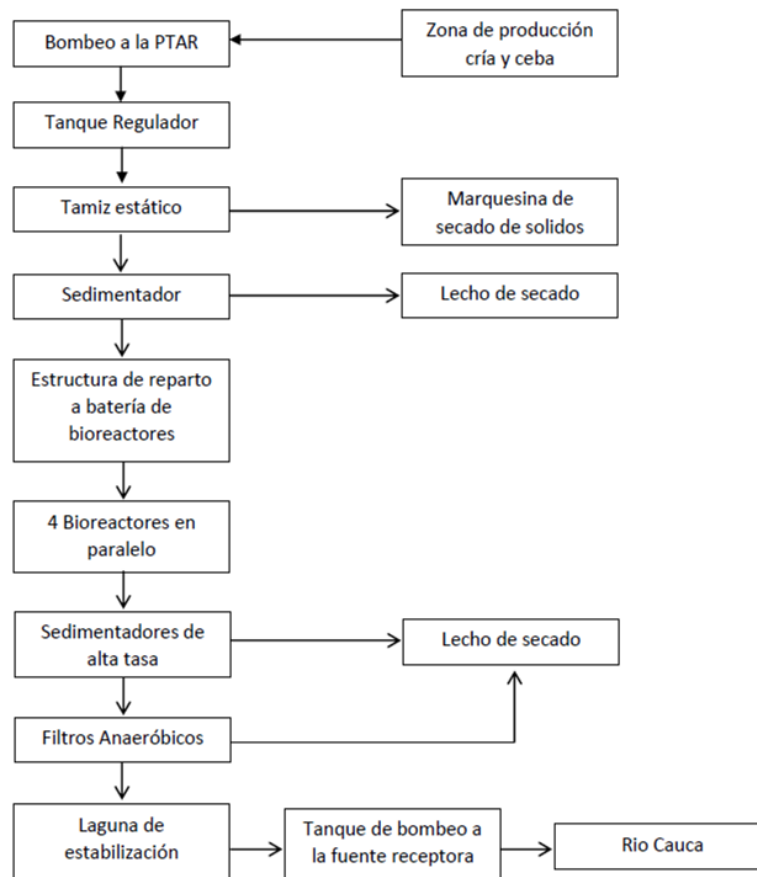 Bombeo a la PTAR
Zona de producción
cría y ceba
Tanque Regulador
Tamiz estático
Marquesina de
secado de solidos
Sedimentador
Lecho de secado
Estructura de reparto
a batería de
bioreactores
4 Bioreactores en
paralelo
Sedimentadores de
alta tasa
Lecho de secado
Filtros Anaeróbicos
Laguna de
estabilización
Tanque de bombeo a
la fuente receptora
Rio Cauca